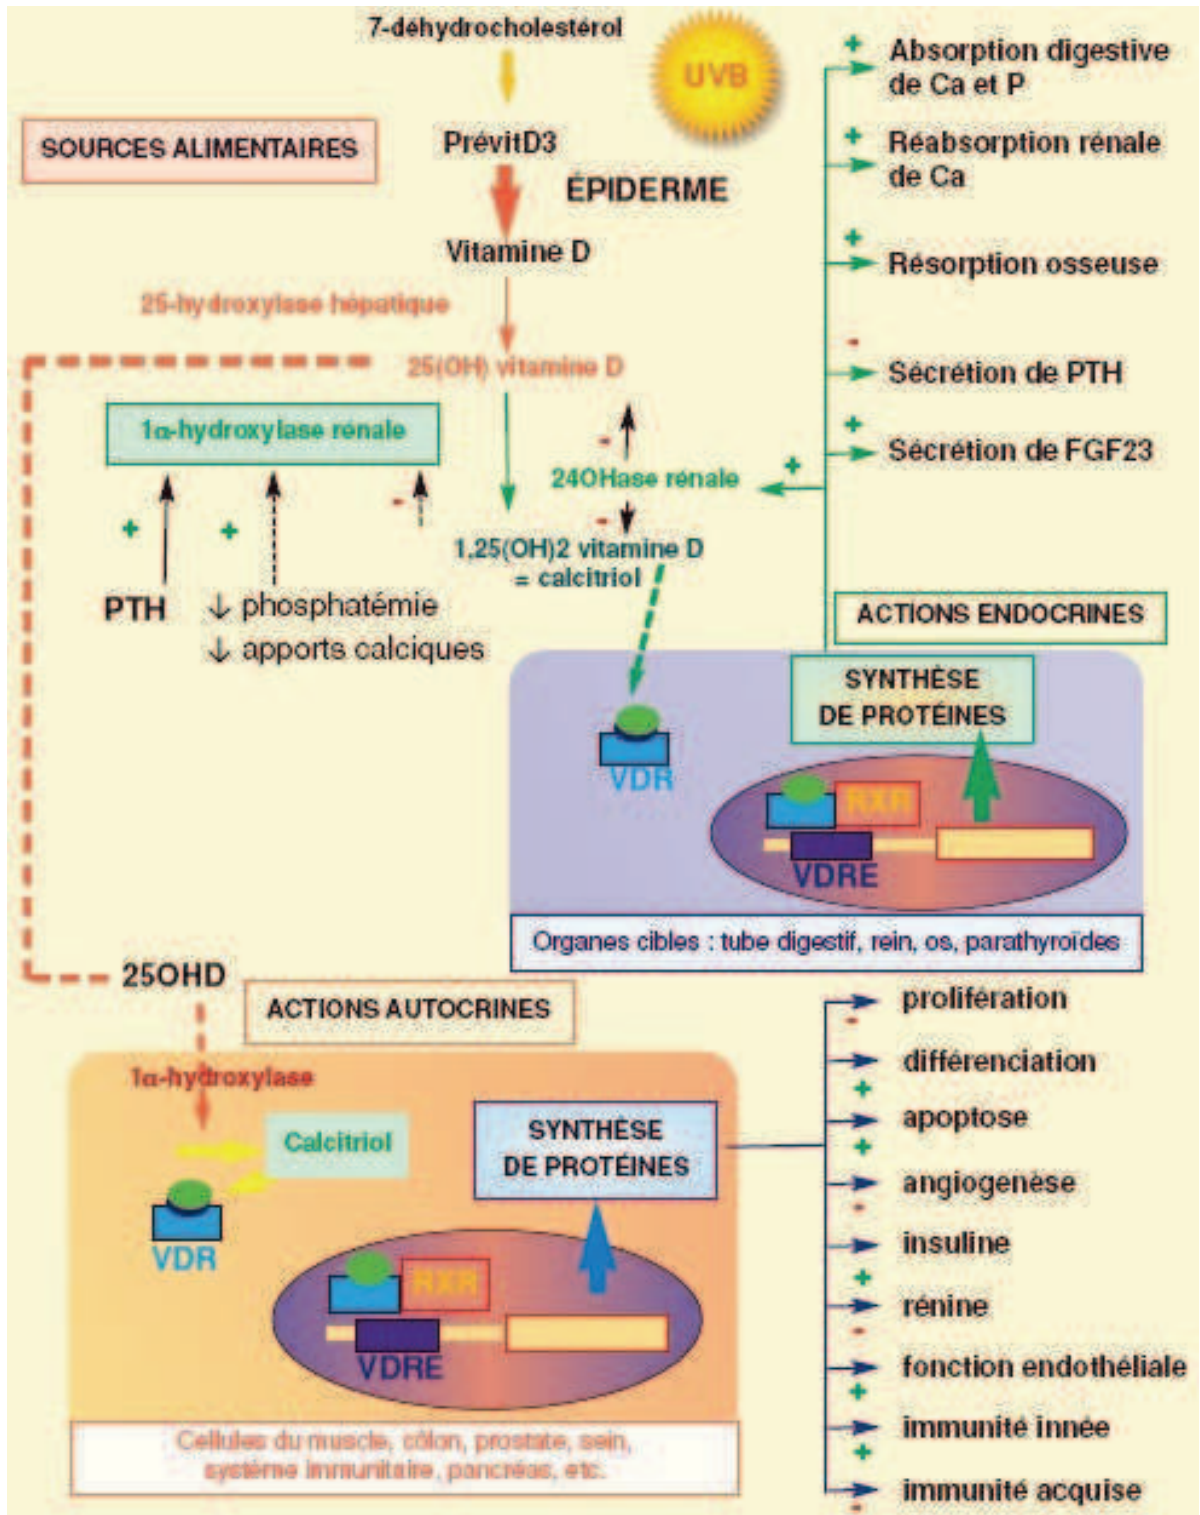 7-déhydrocholestérol
UVB
SOURCES ALIMENTAIRES
PrévitD3
ÉPIDERME
Vitamine D
25-hydroxylase hépatique
25(OH) vitamine D
1α-hydroxylase rénale
-
24OHase rénale
+
-
1,25(OH)2 vitamine D
= calcitriol
+
+
-
PTH
↓ phosphatémie
↓ apports calciques
+
Absorption digestive
de Ca et P
+
Réabsorption rénale
de Ca
+
Résorption osseuse
-
Sécrétion de PTH
+
Sécrétion de FGF23
ACTIONS ENDOCRINES
SYNTHÈSE
DE PROTÉINES
VDR
RXR
VDRE
Organes cibles : tube digestif, rein, os, parathyroïdes
25OHD
ACTIONS AUTOCRINES
1α-hydroxylase
Calcitriol
VDR
SYNTHÈSE
DE PROTÉINES
RXR
VDRE
Cellules du muscle, côlon, prostate, sein,
système immunitaire, pancréas, etc.
prolifération
-
différenciation
+
apoptose
+
angiogenèse
-
insuline
+
rénine
-
fonction endothéliale
+
immunité innée
+
immunité acquise
-